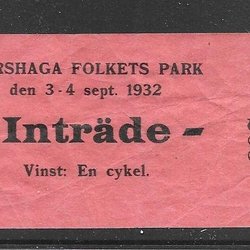 RSHAGA FOLKETS PARK
den 3-4 sept. 1932
Inträde -
Vinst: En cykel.